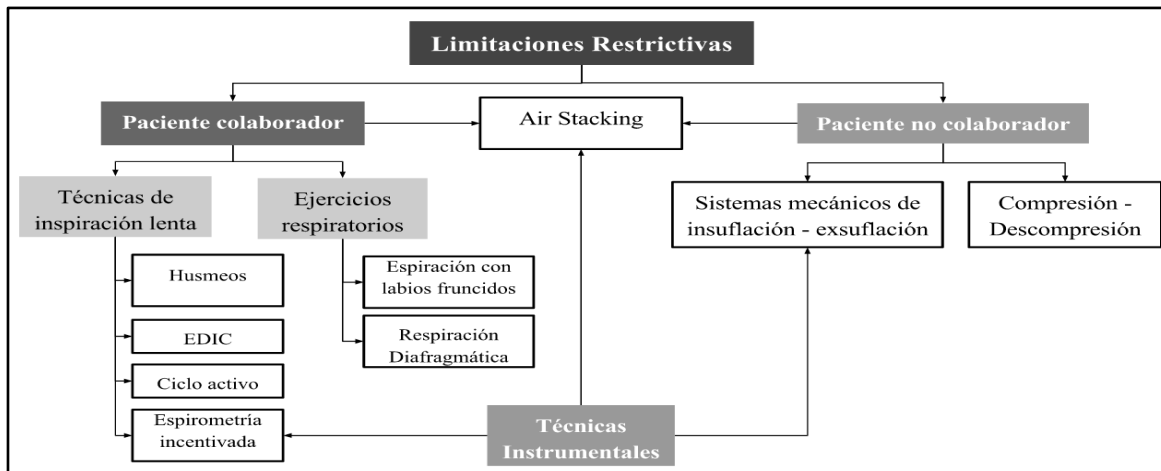 Limitaciones Restrictivas
Paciente colaborador
Air Stacking
Paciente no colaborador
Técnicas de
inspiración lenta
Ejercicios
respiratorios
Sistemas mecánicos de
insuflación - exsuflación
Compresión -
Descompresión
Husmeos
EDIC
Ciclo activo
Espirometría
incentivada
Espiración con
labios fruncidos
Respiración
Diafragmática
Técnicas
Instrumentales